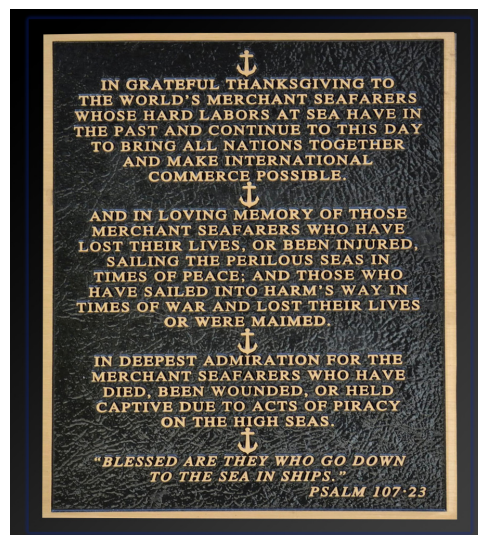 IN GRATEFUL THANKSGIVING TO
THE WORLD'S MERCHANT SEAFARERS
WHOSE HARD LABORS AT SEA HAVE IN
THE PAST AND CONTINUE TO THIS DAY
TO BRING ALL NATIONS TOGETHER
AND MAKE INTERNATIONAL
COMMERCE POSSIBLE.
AND IN LOVING MEMORY OF THOSE
MERCHANT SEAFARERS WHO HAVE
LOST THEIR LIVES, OR BEEN INJURED,
SAILING THE PERILOUS SEAS IN
TIMES OF PEACE; AND THOSE WHO
HAVE SAILED INTO HARM'S WAY IN
TIMES OF WAR AND LOST THEIR LIVES
OR WERE MAIMED.
IN DEEPEST ADMIRATION FOR THE
MERCHANT SEAFARERS WHO HAVE
DIED, BEEN WOUNDED, OR HELD
CAPTIVE DUE TO ACTS OF PIRACY
ON THE HIGH SEAS.
"BLESSED ARE THEY WHO GO DOWN
TO THE SEA IN SHIPS."
PSALM 107·23